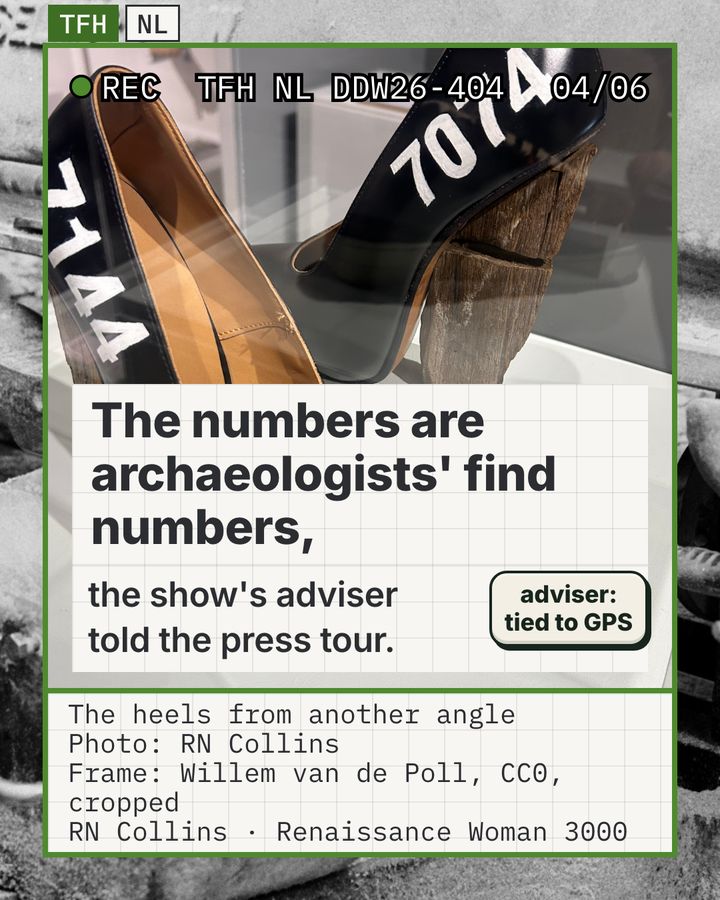 TFH NL
REC TFH NL DDW26-404 04/06
7074
7144
The numbers are
archaeologists' find
numbers,
the show's adviser
told the press tour.
adviser:
tied to GPS
The heels from another angle
Photo: RN Collins
Frame: Willem van de Poll, CC0,
cropped
RN Collins · Renaissance Woman 3000